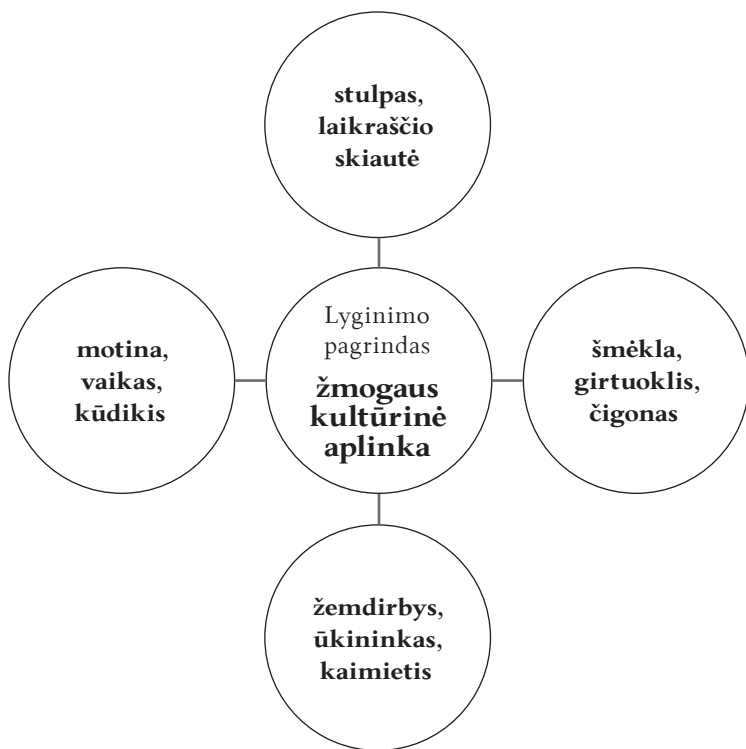 stulpas,
laikraščio
skiautė
motina,
vaikas,
kūdikis
Lyginimo
pagrindas
žmogaus
kultūrinė
aplinka
šmėkla,
girtuoklis,
čigonas
žemdirbys,
ūkininkas,
kaimietis